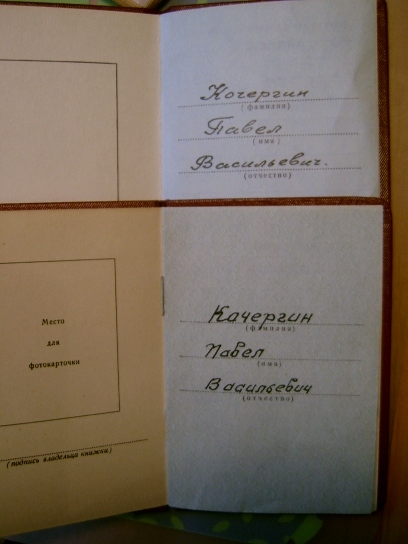 Кочергин
(фамилия)
Павел
(имя)
Васильевич.
(отчество)
Место
для
фотокарточки
(подпись владельца книжки)
Качергин
(фамилия)
Павел
(имя)
Васильевич
(отчество)